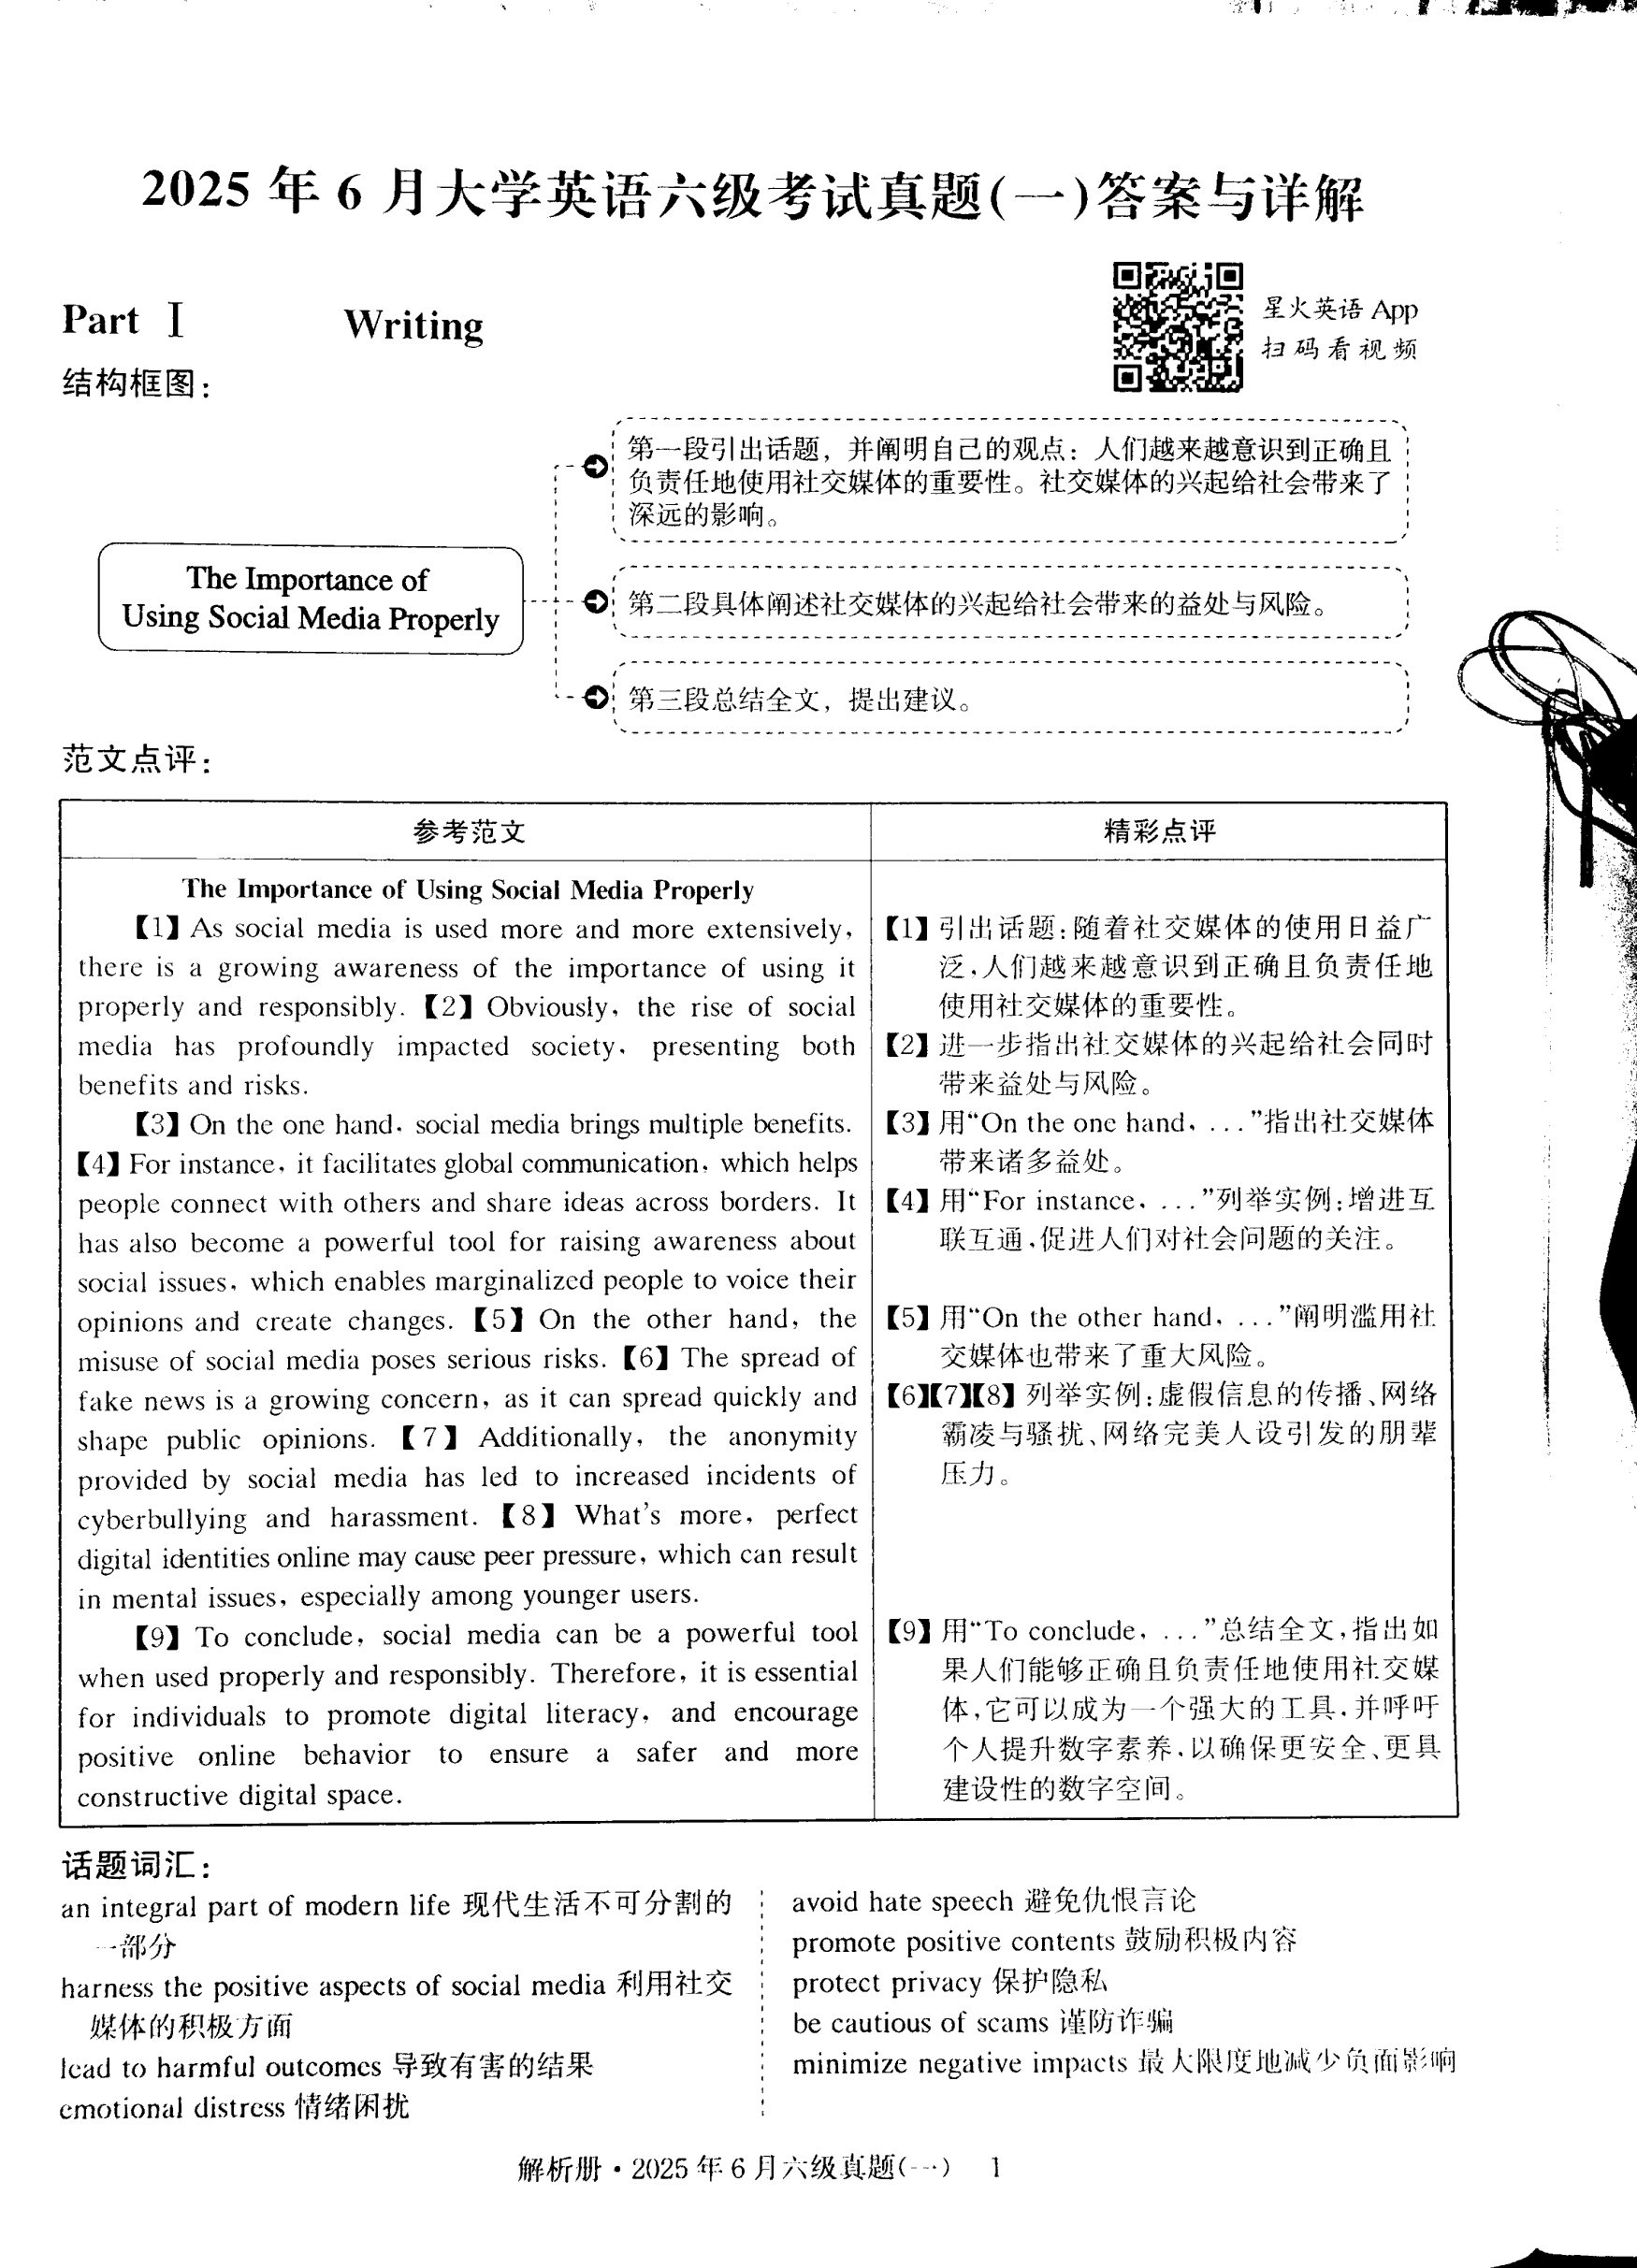 2025 年 6 月大学英语六级考试真题(一)答案与详解
Part Ⅰ Writing
星火英语 App
扫码看视频
结构框图：
第一段引出话题，并阐明自己的观点：人们越来越意识到正确且
负责任地使用社交媒体的重要性。社交媒体的兴起给社会带来了
深远的影响。
The Importance of
Using Social Media Properly
第二段具体阐述社交媒体的兴起给社会带来的益处与风险。
第三段总结全文，提出建议。
范文点评：
参考范文
The Importance of Using Social Media Properly
【1】As social media is used more and more extensively,
there is a growing awareness of the importance of using it
properly and responsibly.【2】Obviously, the rise of social
media has profoundly impacted society, presenting both
benefits and risks.
【3】On the one hand, social media brings multiple benefits.
【4】For instance, it facilitates global communication, which helps
people connect with others and share ideas across borders. It
has also become a powerful tool for raising awareness about
social issues, which enables marginalized people to voice their
opinions and create changes.【5】On the other hand, the
misuse of social media poses serious risks.【6】The spread of
fake news is a growing concern, as it can spread quickly and
shape public opinions.【7】Additionally, the anonymity
provided by social media has led to increased incidents of
cyberbullying and harassment.【8】What's more, perfect
digital identities online may cause peer pressure, which can result
in mental issues, especially among younger users.
【9】To conclude, social media can be a powerful tool
when used properly and responsibly. Therefore, it is essential
for individuals to promote digital literacy, and encourage
positive online behavior to ensure a safer and more
constructive digital space.
精彩点评
【1】引出话题：随着社交媒体的使用日益广
泛，人们越来越意识到正确且负责任地
使用社交媒体的重要性。
【2】进一步指出社交媒体的兴起给社会同时
带来益处与风险。
【3】用“On the one hand, ...”指出社交媒体
带来诸多益处。
【4】用“For instance, ...”列举实例：增进互
联互通，促进人们对社会问题的关注。
【5】用“On the other hand, ...”阐明滥用社
交媒体也带来了重大风险。
【6】【7】【8】列举实例：虚假信息的传播、网络
霸凌与骚扰、网络完美人设引发的朋辈
压力。
【9】用“To conclude, ...”总结全文，指出如
果人们能够正确且负责任地使用社交媒
体，它可以成为一个强大的工具，并呼吁
个人提升数字素养，以确保更安全、更具
建设性的数字空间。
话题词汇：
an integral part of modern life 现代生活不可分割的
一部分
harness the positive aspects of social media 利用社交
媒体的积极方面
lead to harmful outcomes 导致有害的结果
emotional distress 情绪困扰
avoid hate speech 避免仇恨言论
promote positive contents 鼓励积极内容
protect privacy 保护隐私
be cautious of scams 谨防诈骗
minimize negative impacts 最大限度地减少负面影响
解析册・2025 年 6 月六级真题(一) 1